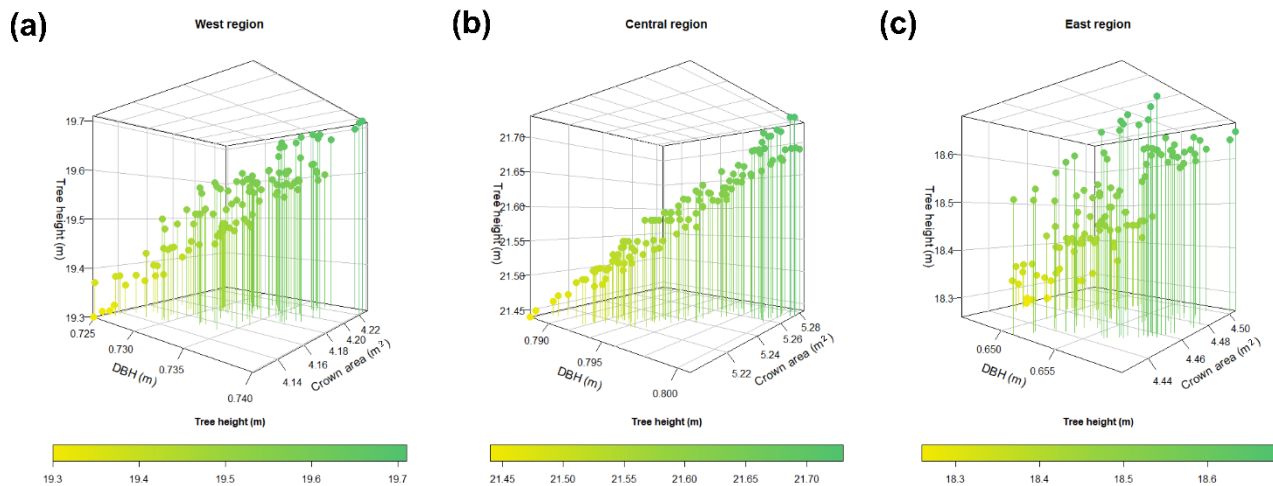 (a)
West region
Tree height (m)
19.7
19.6
19.5
19.4
19.3
0.725
0.730
0.735
0.740
DBH (m)
4.14
4.16
4.18
4.20
4.22
Crown area (m²)
Tree height (m)
19.3 19.4 19.5 19.6 19.7
(b)
Central region
Tree height (m)
21.70
21.65
21.60
21.55
21.50
21.45
0.790
0.795
0.800
DBH (m)
5.22
5.24
5.26
5.28
Crown area (m²)
Tree height (m)
21.45 21.50 21.55 21.60 21.65 21.70
(c)
East region
Tree height (m)
18.6
18.5
18.4
18.3
0.650
0.655
DBH (m)
4.44
4.46
4.48
4.50
Crown area (m²)
Tree height (m)
18.3 18.4 18.5 18.6